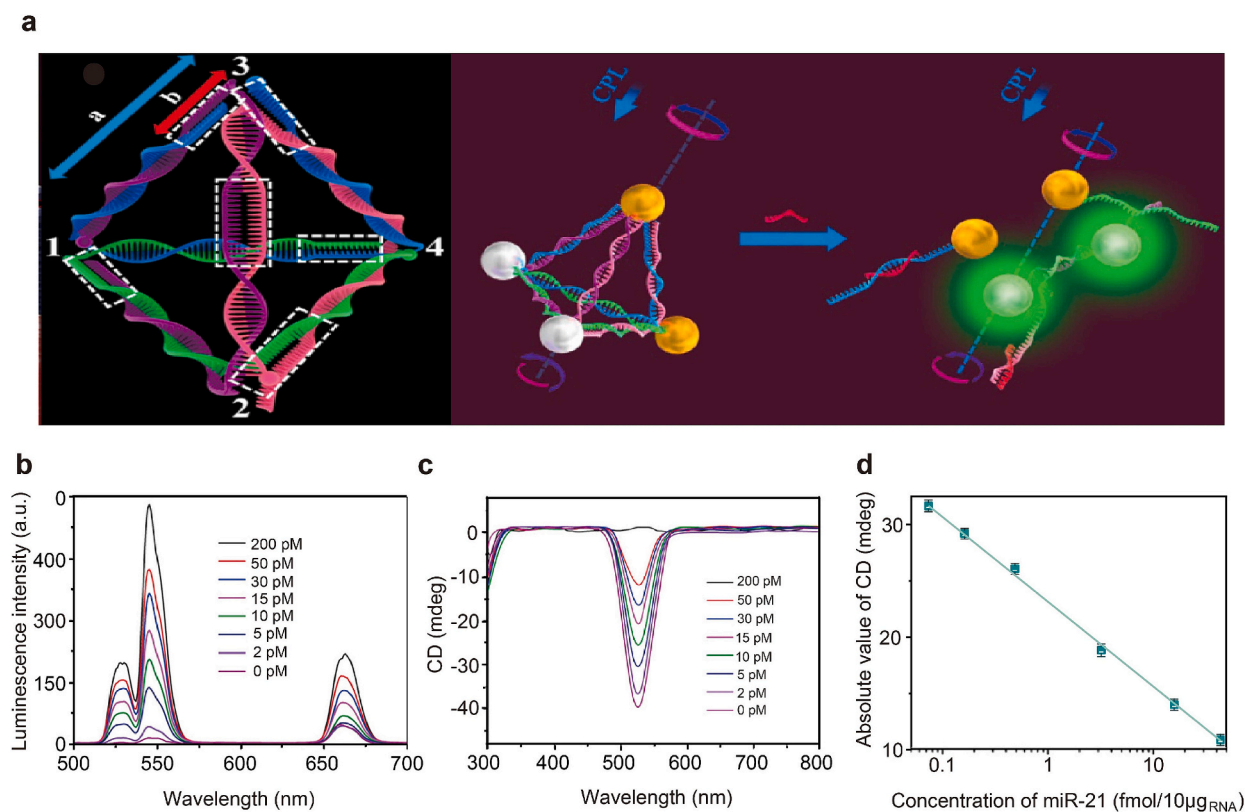 a
a
b
3
1
4
2
CPL
CPL
b
Luminescence intensity (a.u.)
0
400
300
150
0
200 pM
50 pM
30 pM
15 pM
10 pM
5 pM
2 pM
0 pM
500
550
600
650
700
Wavelength (nm)
c
CD (mdeg)
0
-10
-20
-30
-40
200 pM
50 pM
30 pM
15 pM
10 pM
5 pM
2 pM
0 pM
300
400
500
600
700
800
Wavelength (nm)
d
Absolute value of CD (mdeg)
30
20
10
0.1
1
10
Concentration of miR-21 (fmol/10μgRNA)